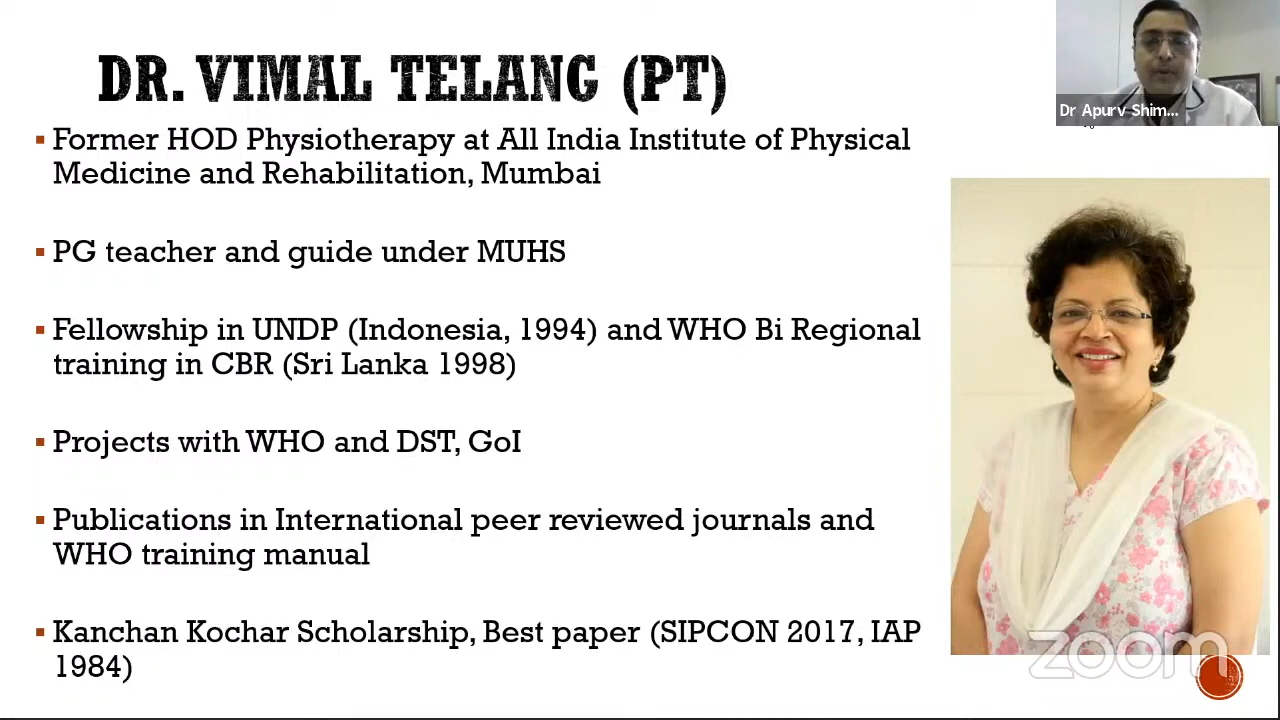 DR. VIMAL TELANG (PT)
Dr Apurv Shim...
Former HOD Physiotherapy at All India Institute of Physical
Medicine and Rehabilitation, Mumbai
PG teacher and guide under MUHS
Fellowship in UNDP (Indonesia, 1994) and WHO Bi Regional
training in CBR (Sri Lanka 1998)
Projects with WHO and DST, GoI
Publications in International peer reviewed journals and
WHO training manual
Kanchan Kochar Scholarship, Best paper (SIPCON 2017, IAP
1984)
zoom